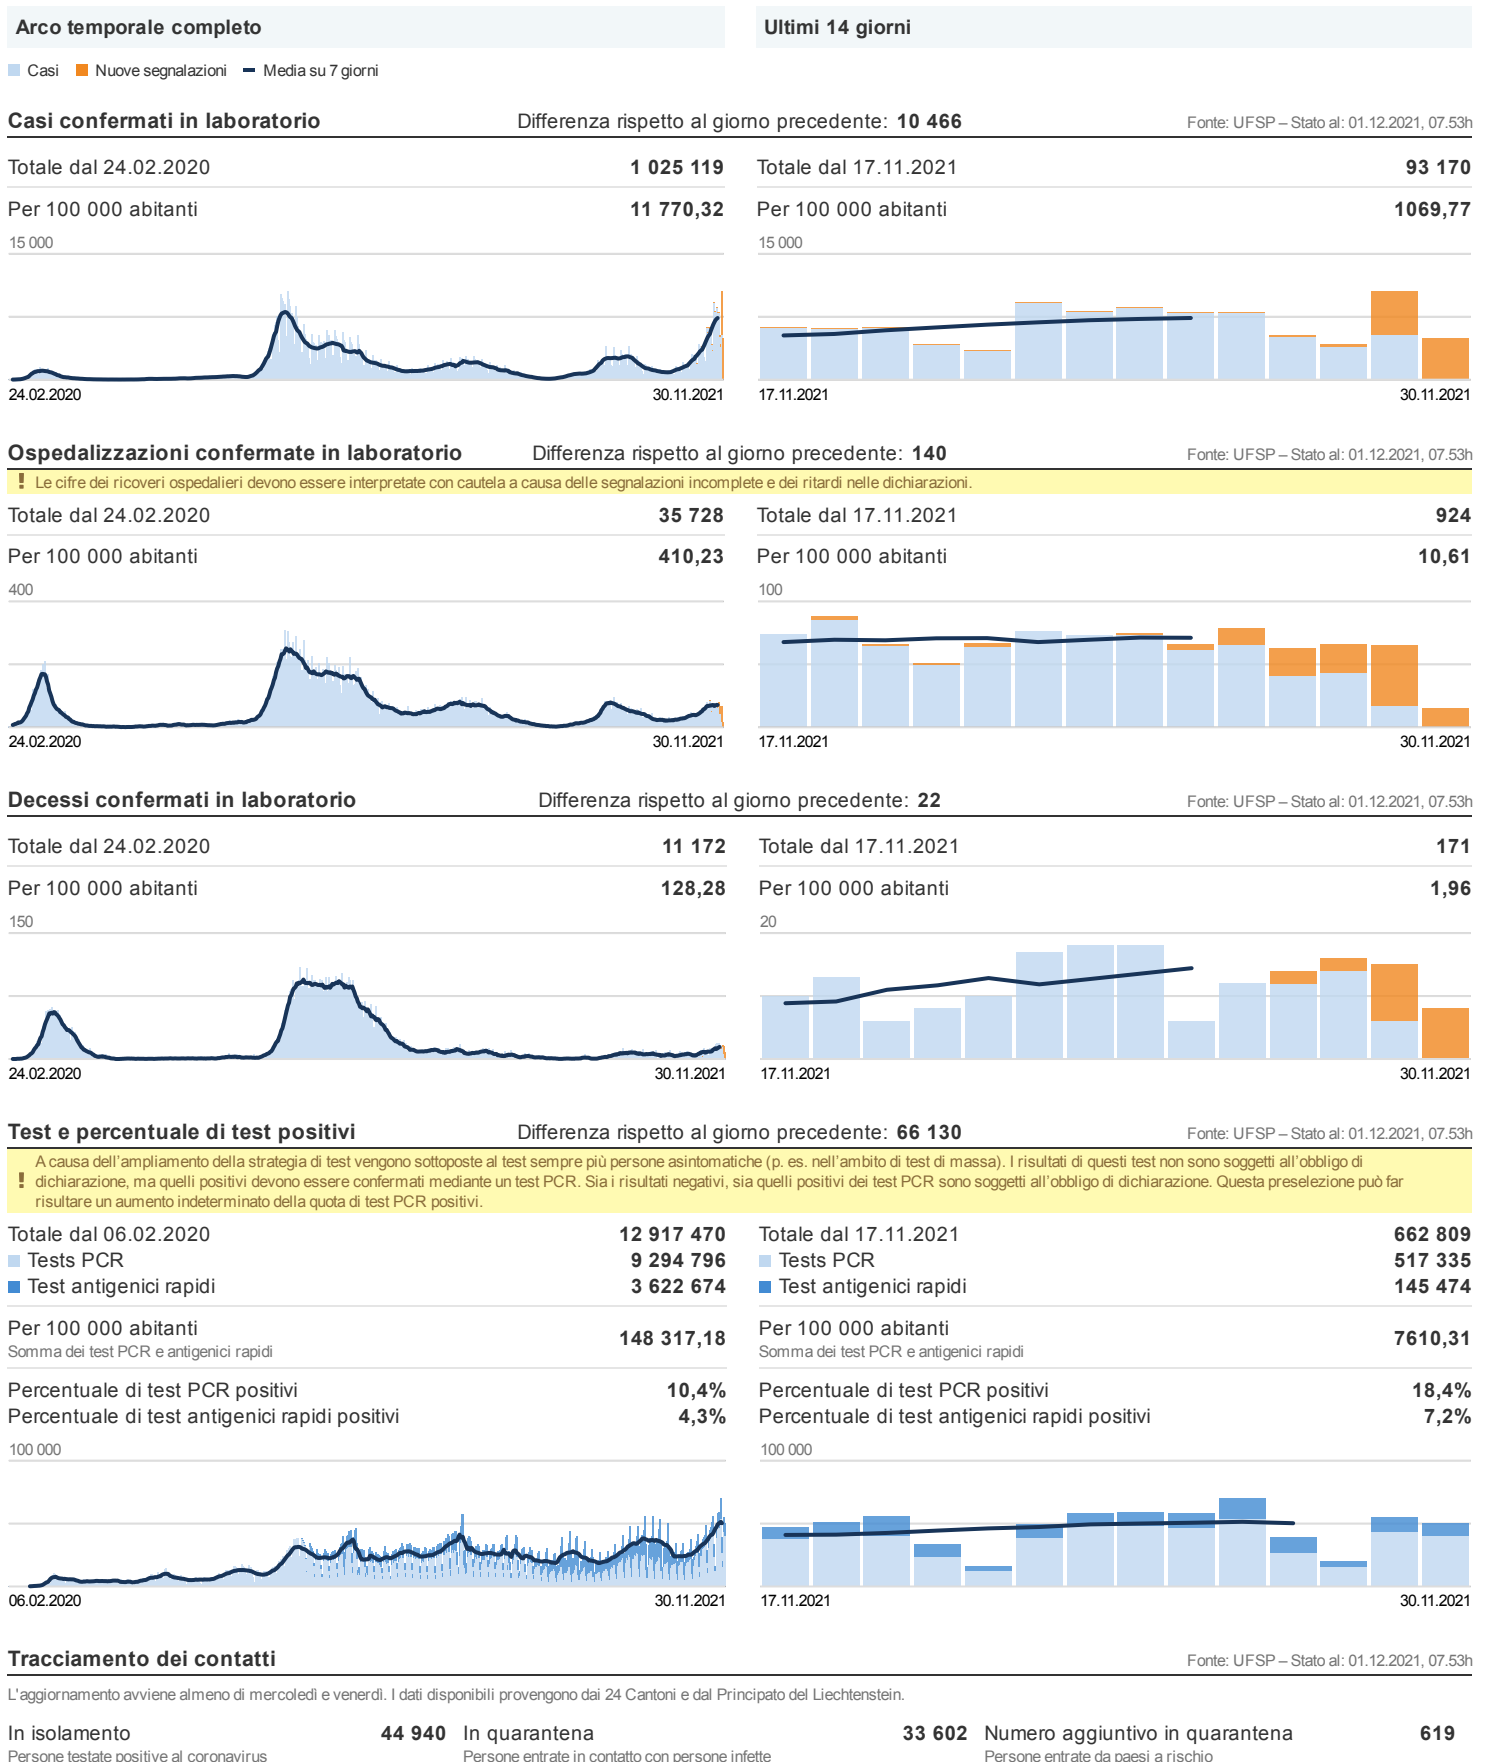 Arco temporale completo
Ultimi 14 giorni
Casi Nuove segnalazioni Media su 7 giorni
Casi confermati in laboratorio Differenza rispetto al giorno precedente: 10 466 Fonte: UFSP – Stato al: 01.12.2021, 07.53h
Totale dal 24.02.2020 1 025 119
Per 100 000 abitanti 11 770,32
15 000
24.02.2020 30.11.2021
Totale dal 17.11.2021 93 170
Per 100 000 abitanti 1069,77
15 000
17.11.2021 30.11.2021
Ospedalizzazioni confermate in laboratorio Differenza rispetto al giorno precedente: 140 Fonte: UFSP – Stato al: 01.12.2021, 07.53h
! Le cifre dei ricoveri ospedalieri devono essere interpretate con cautela a causa delle segnalazioni incomplete e dei ritardi nelle dichiarazioni.
Totale dal 24.02.2020 35 728
Per 100 000 abitanti 410,23
400
24.02.2020 30.11.2021
Totale dal 17.11.2021 924
Per 100 000 abitanti 10,61
100
17.11.2021 30.11.2021
Decessi confermati in laboratorio Differenza rispetto al giorno precedente: 22 Fonte: UFSP – Stato al: 01.12.2021, 07.53h
Totale dal 24.02.2020 11 172
Per 100 000 abitanti 128,28
150
24.02.2020 30.11.2021
Totale dal 17.11.2021 171
Per 100 000 abitanti 1,96
20
17.11.2021 30.11.2021
Test e percentuale di test positivi Differenza rispetto al giorno precedente: 66 130 Fonte: UFSP – Stato al: 01.12.2021, 07.53h
A causa dell'ampliamento della strategia di test vengono sottoposte al test sempre più persone asintomatiche (p. es. nell'ambito di test di massa). I risultati di questi test non sono soggetti all'obbligo di
! dichiarazione, ma quelli positivi devono essere confermati mediante un test PCR. Sia i risultati negativi, sia quelli positivi dei test PCR sono soggetti all'obbligo di dichiarazione. Questa preselezione può far
risultare un aumento indeterminato della quota di test PCR positivi.
Totale dal 06.02.2020 12 917 470
Tests PCR 9 294 796
Test antigenici rapidi 3 622 674
Per 100 000 abitanti 148 317,18
Somma dei test PCR e antigenici rapidi
Percentuale di test PCR positivi 10,4%
Percentuale di test antigenici rapidi positivi 4,3%
100 000
06.02.2020 30.11.2021
Totale dal 17.11.2021 662 809
Tests PCR 517 335
Test antigenici rapidi 145 474
Per 100 000 abitanti 7610,31
Somma dei test PCR e antigenici rapidi
Percentuale di test PCR positivi 18,4%
Percentuale di test antigenici rapidi positivi 7,2%
100 000
17.11.2021 30.11.2021
Tracciamento dei contatti Fonte: UFSP – Stato al: 01.12.2021, 07.53h
L'aggiornamento avviene almeno di mercoledì e venerdì. I dati disponibili provengono dai 24 Cantoni e dal Principato del Liechtenstein.
In isolamento 44 940 In quarantena 33 602 Numero aggiuntivo in quarantena 619
Persone testate positive al coronavirus Persone entrate in contatto con persone infette Persone entrate da paesi a rischio